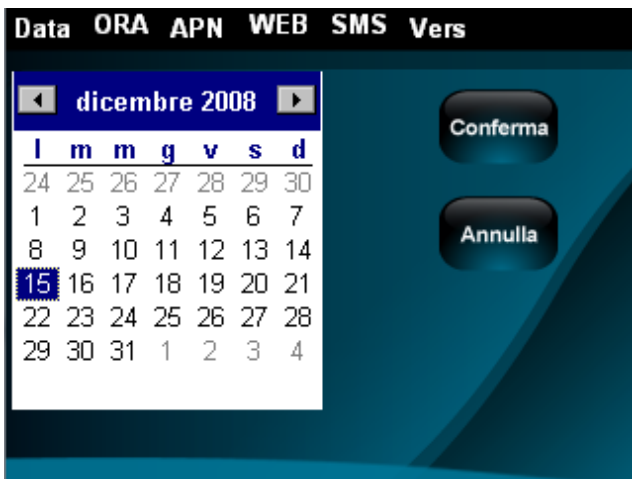 Data ORA APN WEB SMS Vers
dicembre 2008
l m m g v s d
24 25 26 27 28 29 30
1 2 3 4 5 6 7
8 9 10 11 12 13 14
15 16 17 18 19 20 21
22 23 24 25 26 27 28
29 30 31 1 2 3 4
Conferma
Annulla